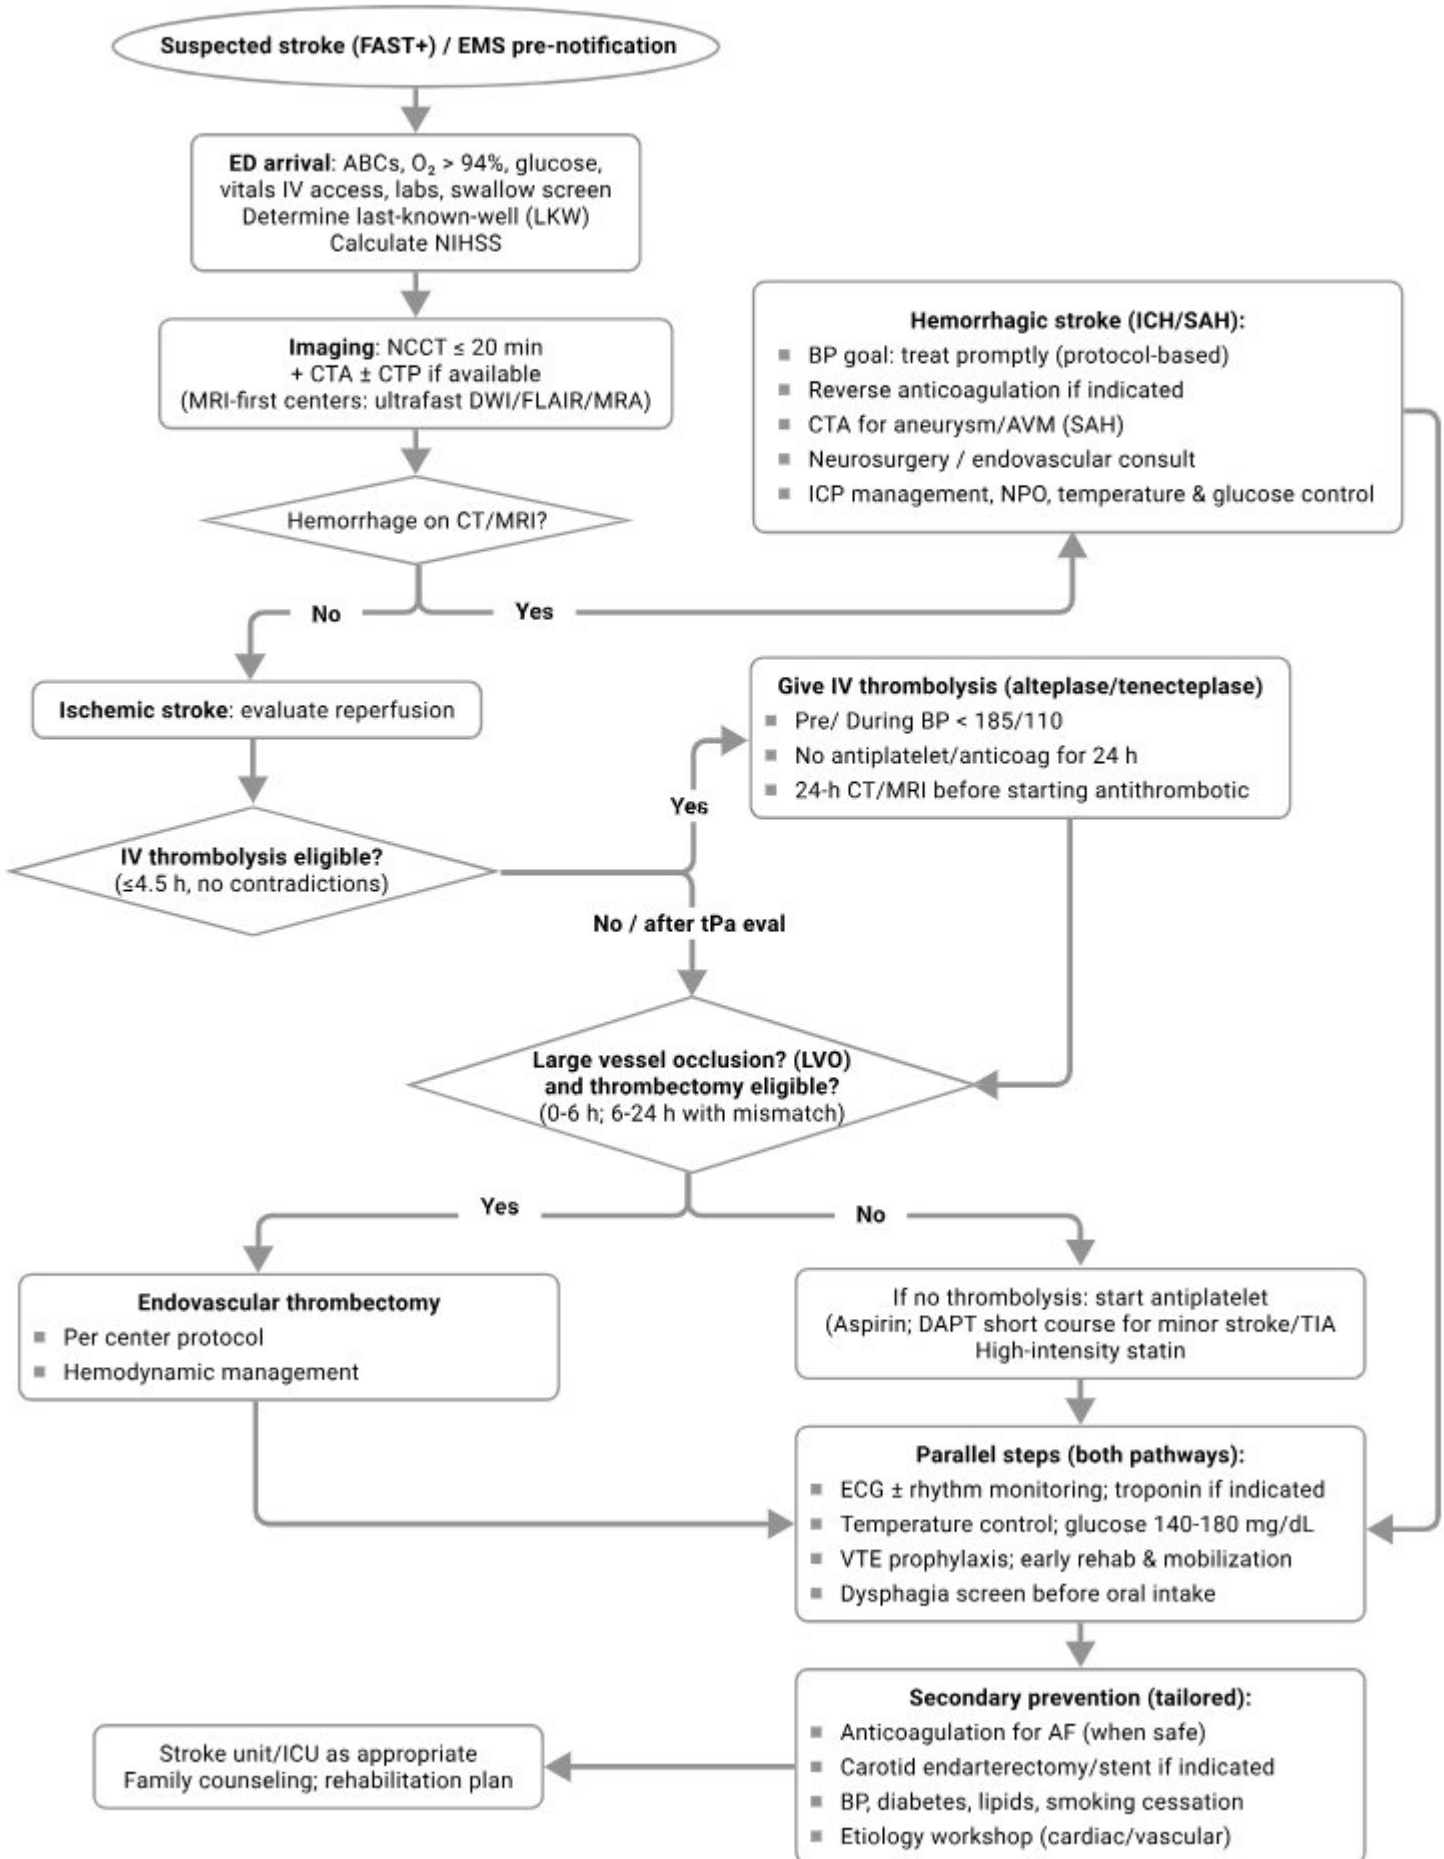 Suspected stroke (FAST+) / EMS pre-notification
ED arrival: ABCs, O₂ > 94%, glucose,
vitals IV access, labs, swallow screen
Determine last-known-well (LKW)
Calculate NIHSS
Imaging: NCCT ≤ 20 min
+ CTA ± CTP if available
(MRI-first centers: ultrafast DWI/FLAIR/MRA)
Hemorrhage on CT/MRI?
No
Yes
Hemorrhagic stroke (ICH/SAH):
BP goal: treat promptly (protocol-based)
Reverse anticoagulation if indicated
CTA for aneurysm/AVM (SAH)
Neurosurgery / endovascular consult
ICP management, NPO, temperature & glucose control
Ischemic stroke: evaluate reperfusion
IV thrombolysis eligible?
(≤4.5 h, no contradictions)
Yes
Give IV thrombolysis (alteplase/tenecteplase)
Pre/ During BP < 185/110
No antiplatelet/anticoag for 24 h
24-h CT/MRI before starting antithrombotic
No / after tPa eval
Large vessel occlusion? (LVO)
and thrombectomy eligible?
(0-6 h; 6-24 h with mismatch)
Yes
No
Endovascular thrombectomy
Per center protocol
Hemodynamic management
If no thrombolysis: start antiplatelet
(Aspirin; DAPT short course for minor stroke/TIA
High-intensity statin
Parallel steps (both pathways):
ECG ± rhythm monitoring; troponin if indicated
Temperature control; glucose 140-180 mg/dL
VTE prophylaxis; early rehab & mobilization
Dysphagia screen before oral intake
Secondary prevention (tailored):
Anticoagulation for AF (when safe)
Carotid endarterectomy/stent if indicated
BP, diabetes, lipids, smoking cessation
Etiology workshop (cardiac/vascular)
Stroke unit/ICU as appropriate
Family counseling; rehabilitation plan